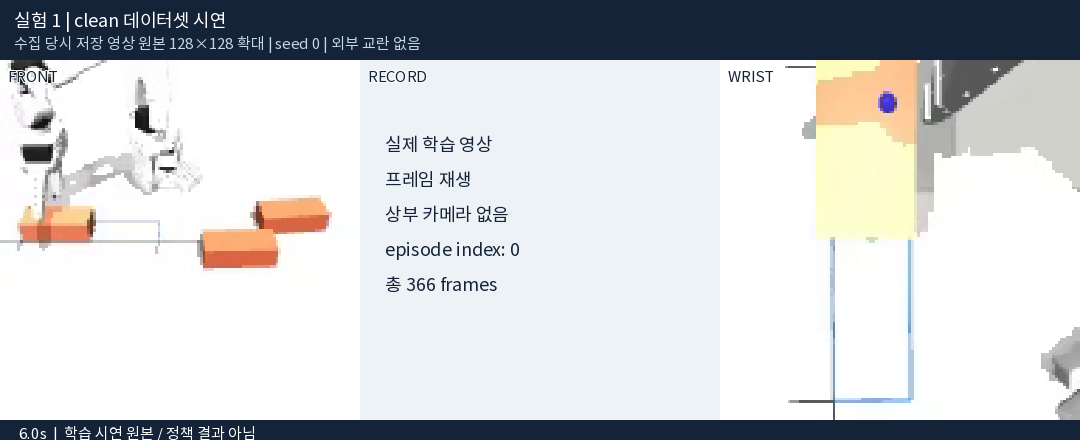 실험 1 | clean 데이터셋 시연
수집 당시 저장 영상 원본 128×128 확대 | seed 0 | 외부 교란 없음
FRONT
RECORD
WRIST
실제 학습 영상
프레임 재생
상부 카메라 없음
episode index: 0
총 366 frames
6.0s | 학습 시연 원본 / 정책 결과 아님